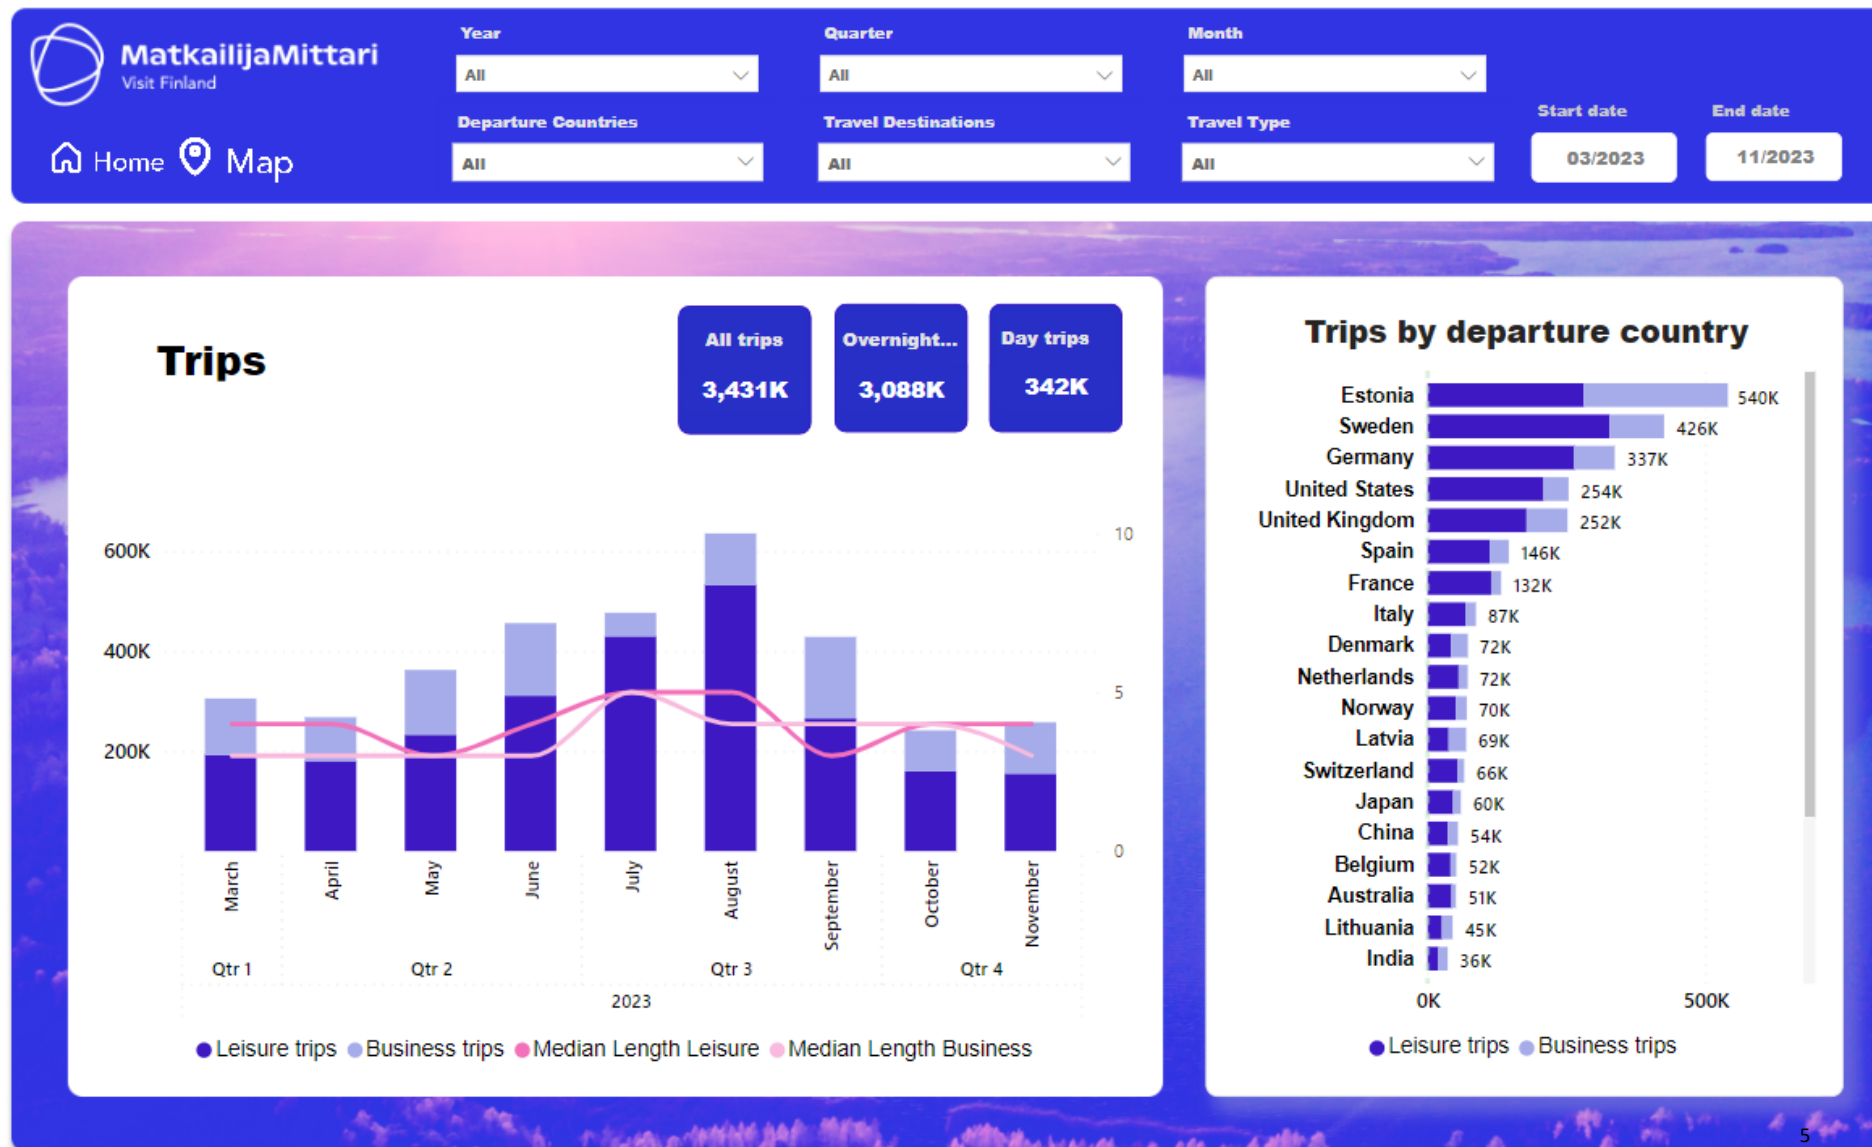 MatkailijaMittari
Visit Finland
Home
Map
Year
All
Quarter
All
Month
All
Departure Countries
All
Travel Destinations
All
Travel Type
All
Start date
03/2023
End date
11/2023
Trips
All trips
3,431K
Overnight...
3,088K
Day trips
342K
600K
400K
200K
10
5
0
March
April
May
June
July
August
September
October
November
Qtr 1
Qtr 2
Qtr 3
Qtr 4
2023
Leisure trips
Business trips
Median Length Leisure
Median Length Business
Trips by departure country
Estonia 540K
Sweden 426K
Germany 337K
United States 254K
United Kingdom 252K
Spain 146K
France 132K
Italy 87K
Denmark 72K
Netherlands 72K
Norway 70K
Latvia 69K
Switzerland 66K
Japan 60K
China 54K
Belgium 52K
Australia 51K
Lithuania 45K
India 36K
0K
500K
Leisure trips
Business trips
5